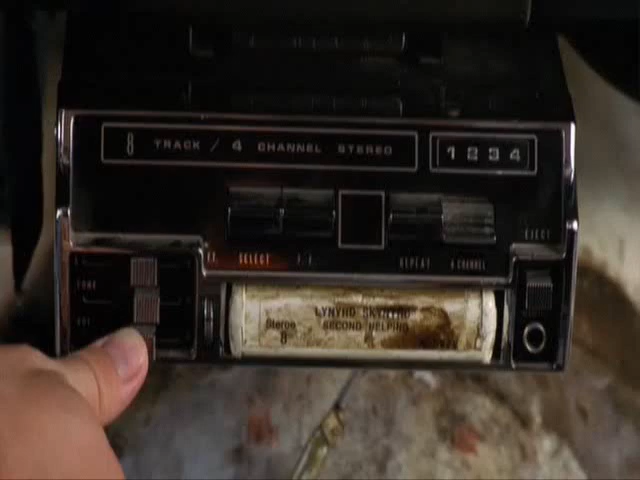 8 TRACK / 4 CHANNEL STEREO
1 2 3 4
EJECT
SELECT
REPEAT 4 CHANNEL
TONE
LYNYRD SKYNYRD
Stereo SECOND HELPING
8